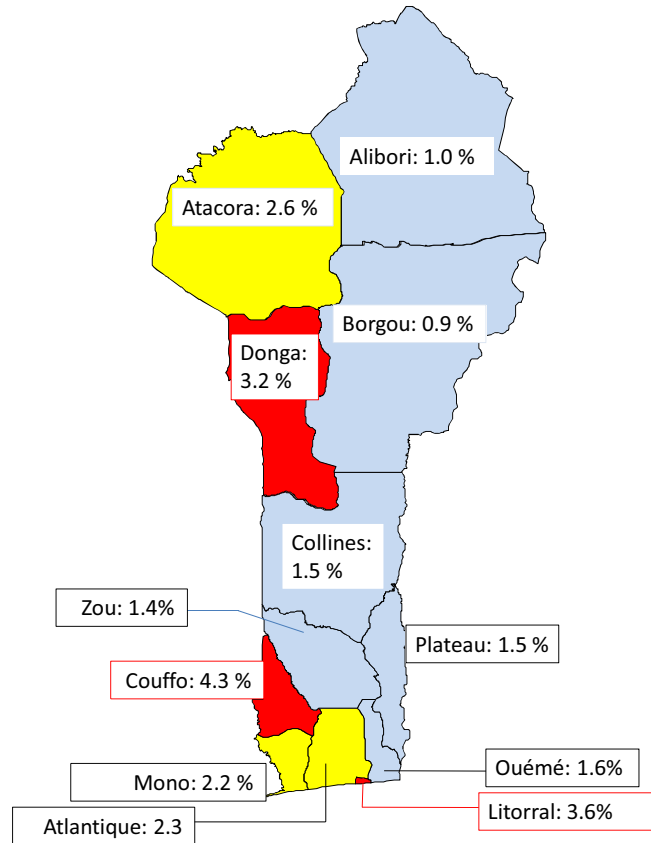 Alibori: 1.0 %
Atacora: 2.6 %
Borgou: 0.9 %
Donga:
3.2 %
Collines:
1.5 %
Zou: 1.4%
Plateau: 1.5 %
Couffo: 4.3 %
Ouémé: 1.6%
Mono: 2.2 %
Litorral: 3.6%
Atlantique: 2.3